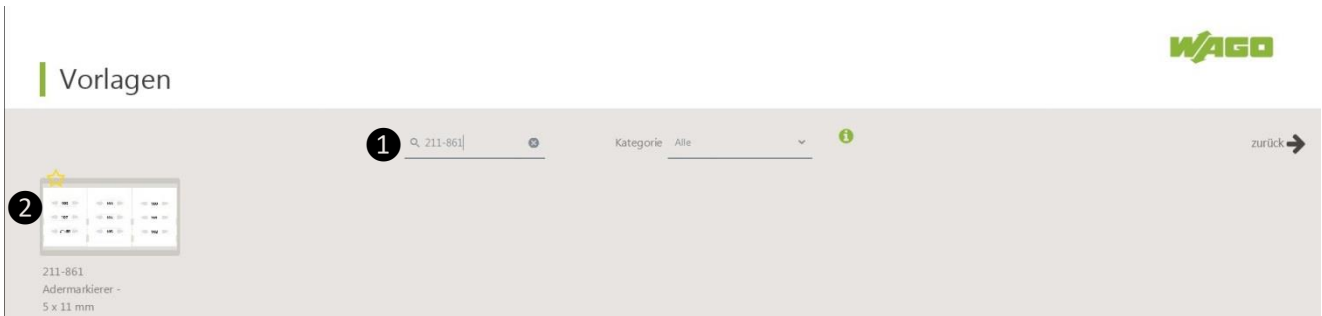 WAGO
Vorlagen
1 211-861 Kategorie Alle zurück
2
211-861
Adermarkierer -
5 x 11 mm